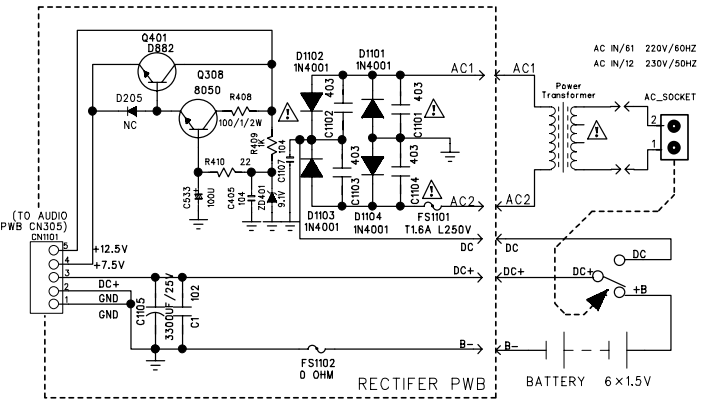 Q401
D882
Q308
8050
D205
NC
R408
100/1/2W
R409
1K
104
C1107
R410
22
C533
100U
C405
104
ZD401
9.1V
D1102
1N4001
D1101
1N4001
403
C1102
403
C1101
403
C1103
403
C1104
D1103
1N4001
D1104
1N4001
FS1101
T1.6A L250V
AC1
AC1
AC2
AC2
Power
Transformer
AC IN/61 220V/60HZ
AC IN/12 230V/50HZ
AC_SOCKET
2
1
(TO AUDIO
PWB CN305)
CN1101
5
+12.5V
4
+7.5V
3
DC+
2
GND
1
GND
C1105
3300UF/25V
102
C1
DC
DC
DC
DC+
DC+
DC+
+B
B-
B-
FS1102
0 OHM
RECTIFER PWB
BATTERY 6×1.5V